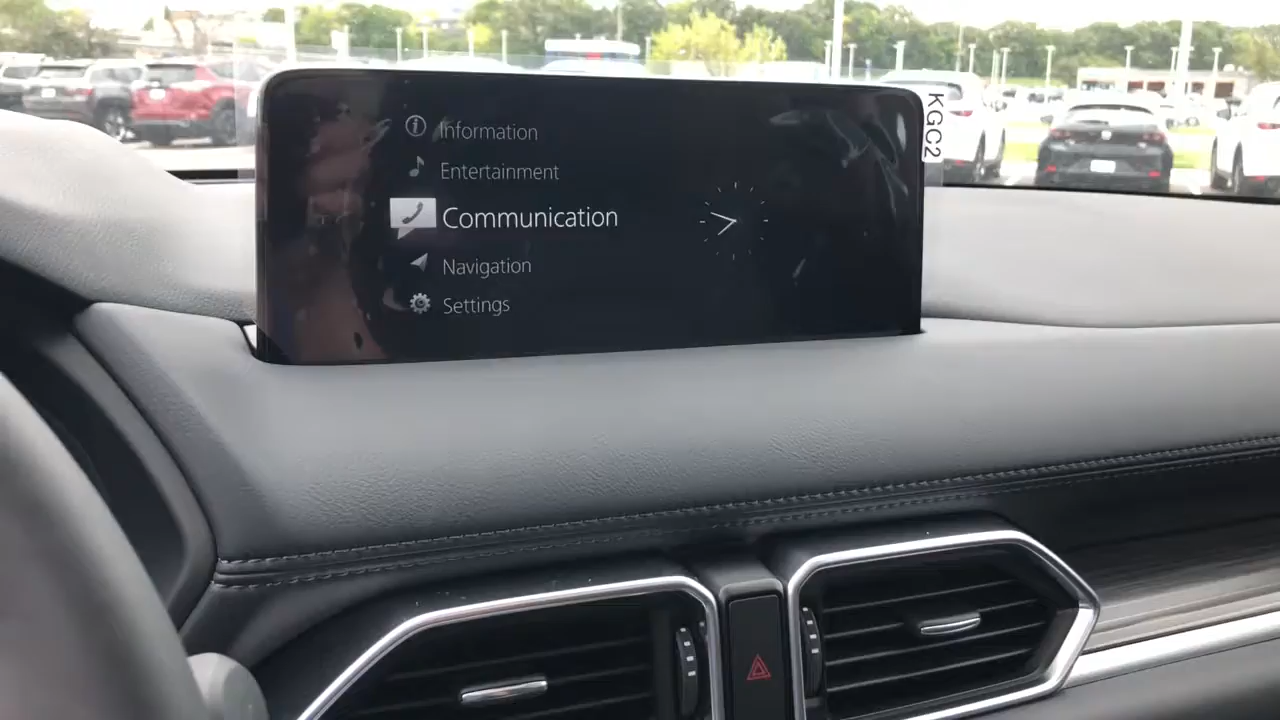 Information
Entertainment
Communication
Navigation
Settings
KGC2